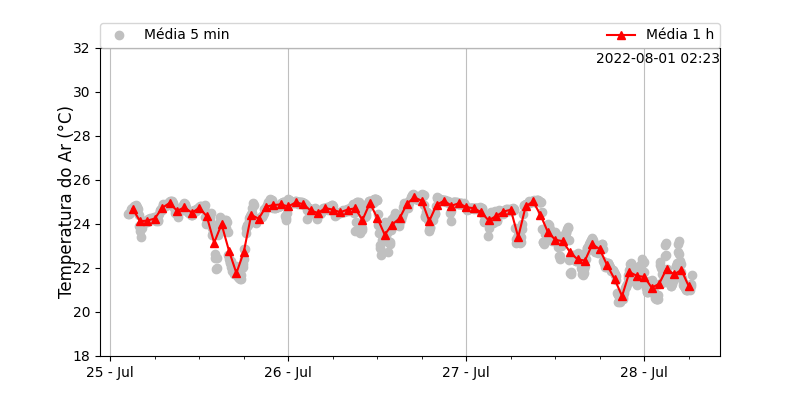 Média 5 min
Média 1 h
2022-08-01 02:23
Temperatura do Ar (°C)
32
30
28
26
24
22
20
18
25 - Jul
26 - Jul
27 - Jul
28 - Jul